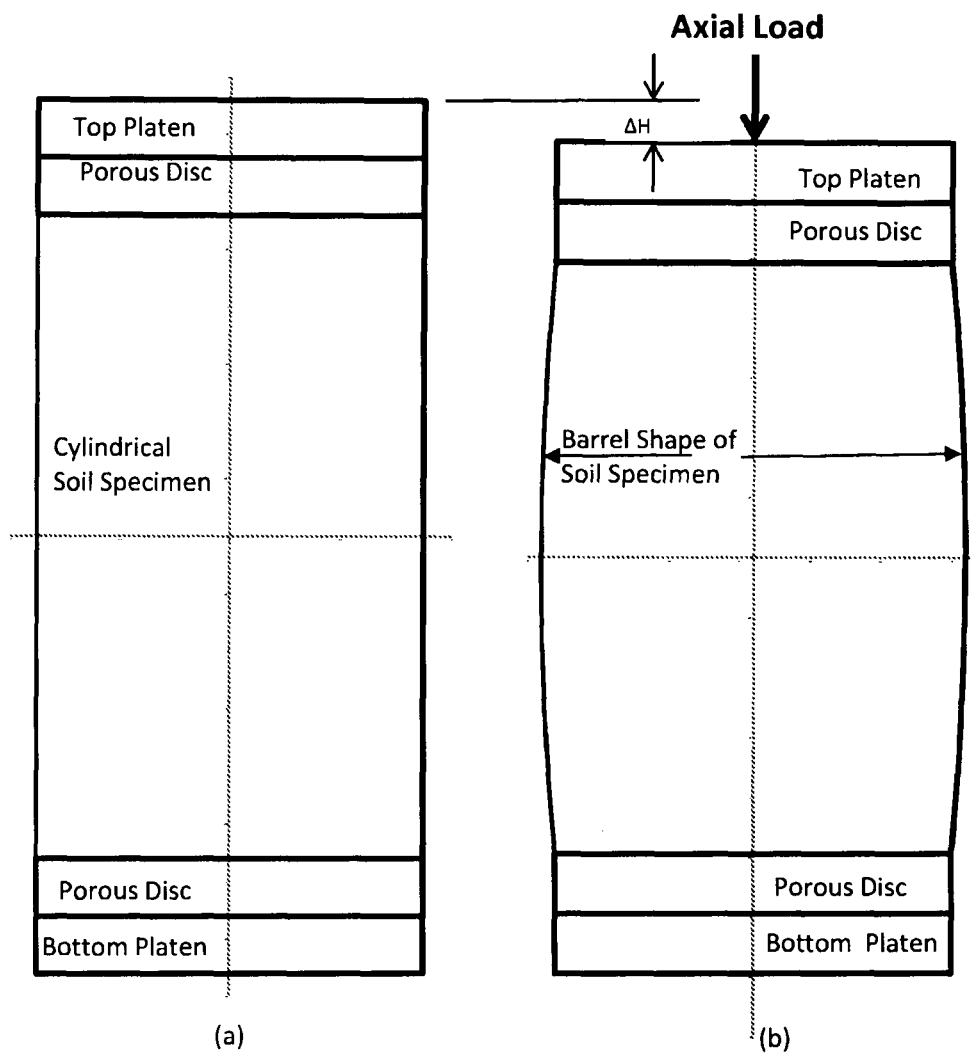 Axial Load
ΔH
Top Platen
Porous Disc
Cylindrical
Soil Specimen
Porous Disc
Bottom Platen
(a)
Top Platen
Porous Disc
Barrel Shape of
Soil Specimen
Porous Disc
Bottom Platen
(b)